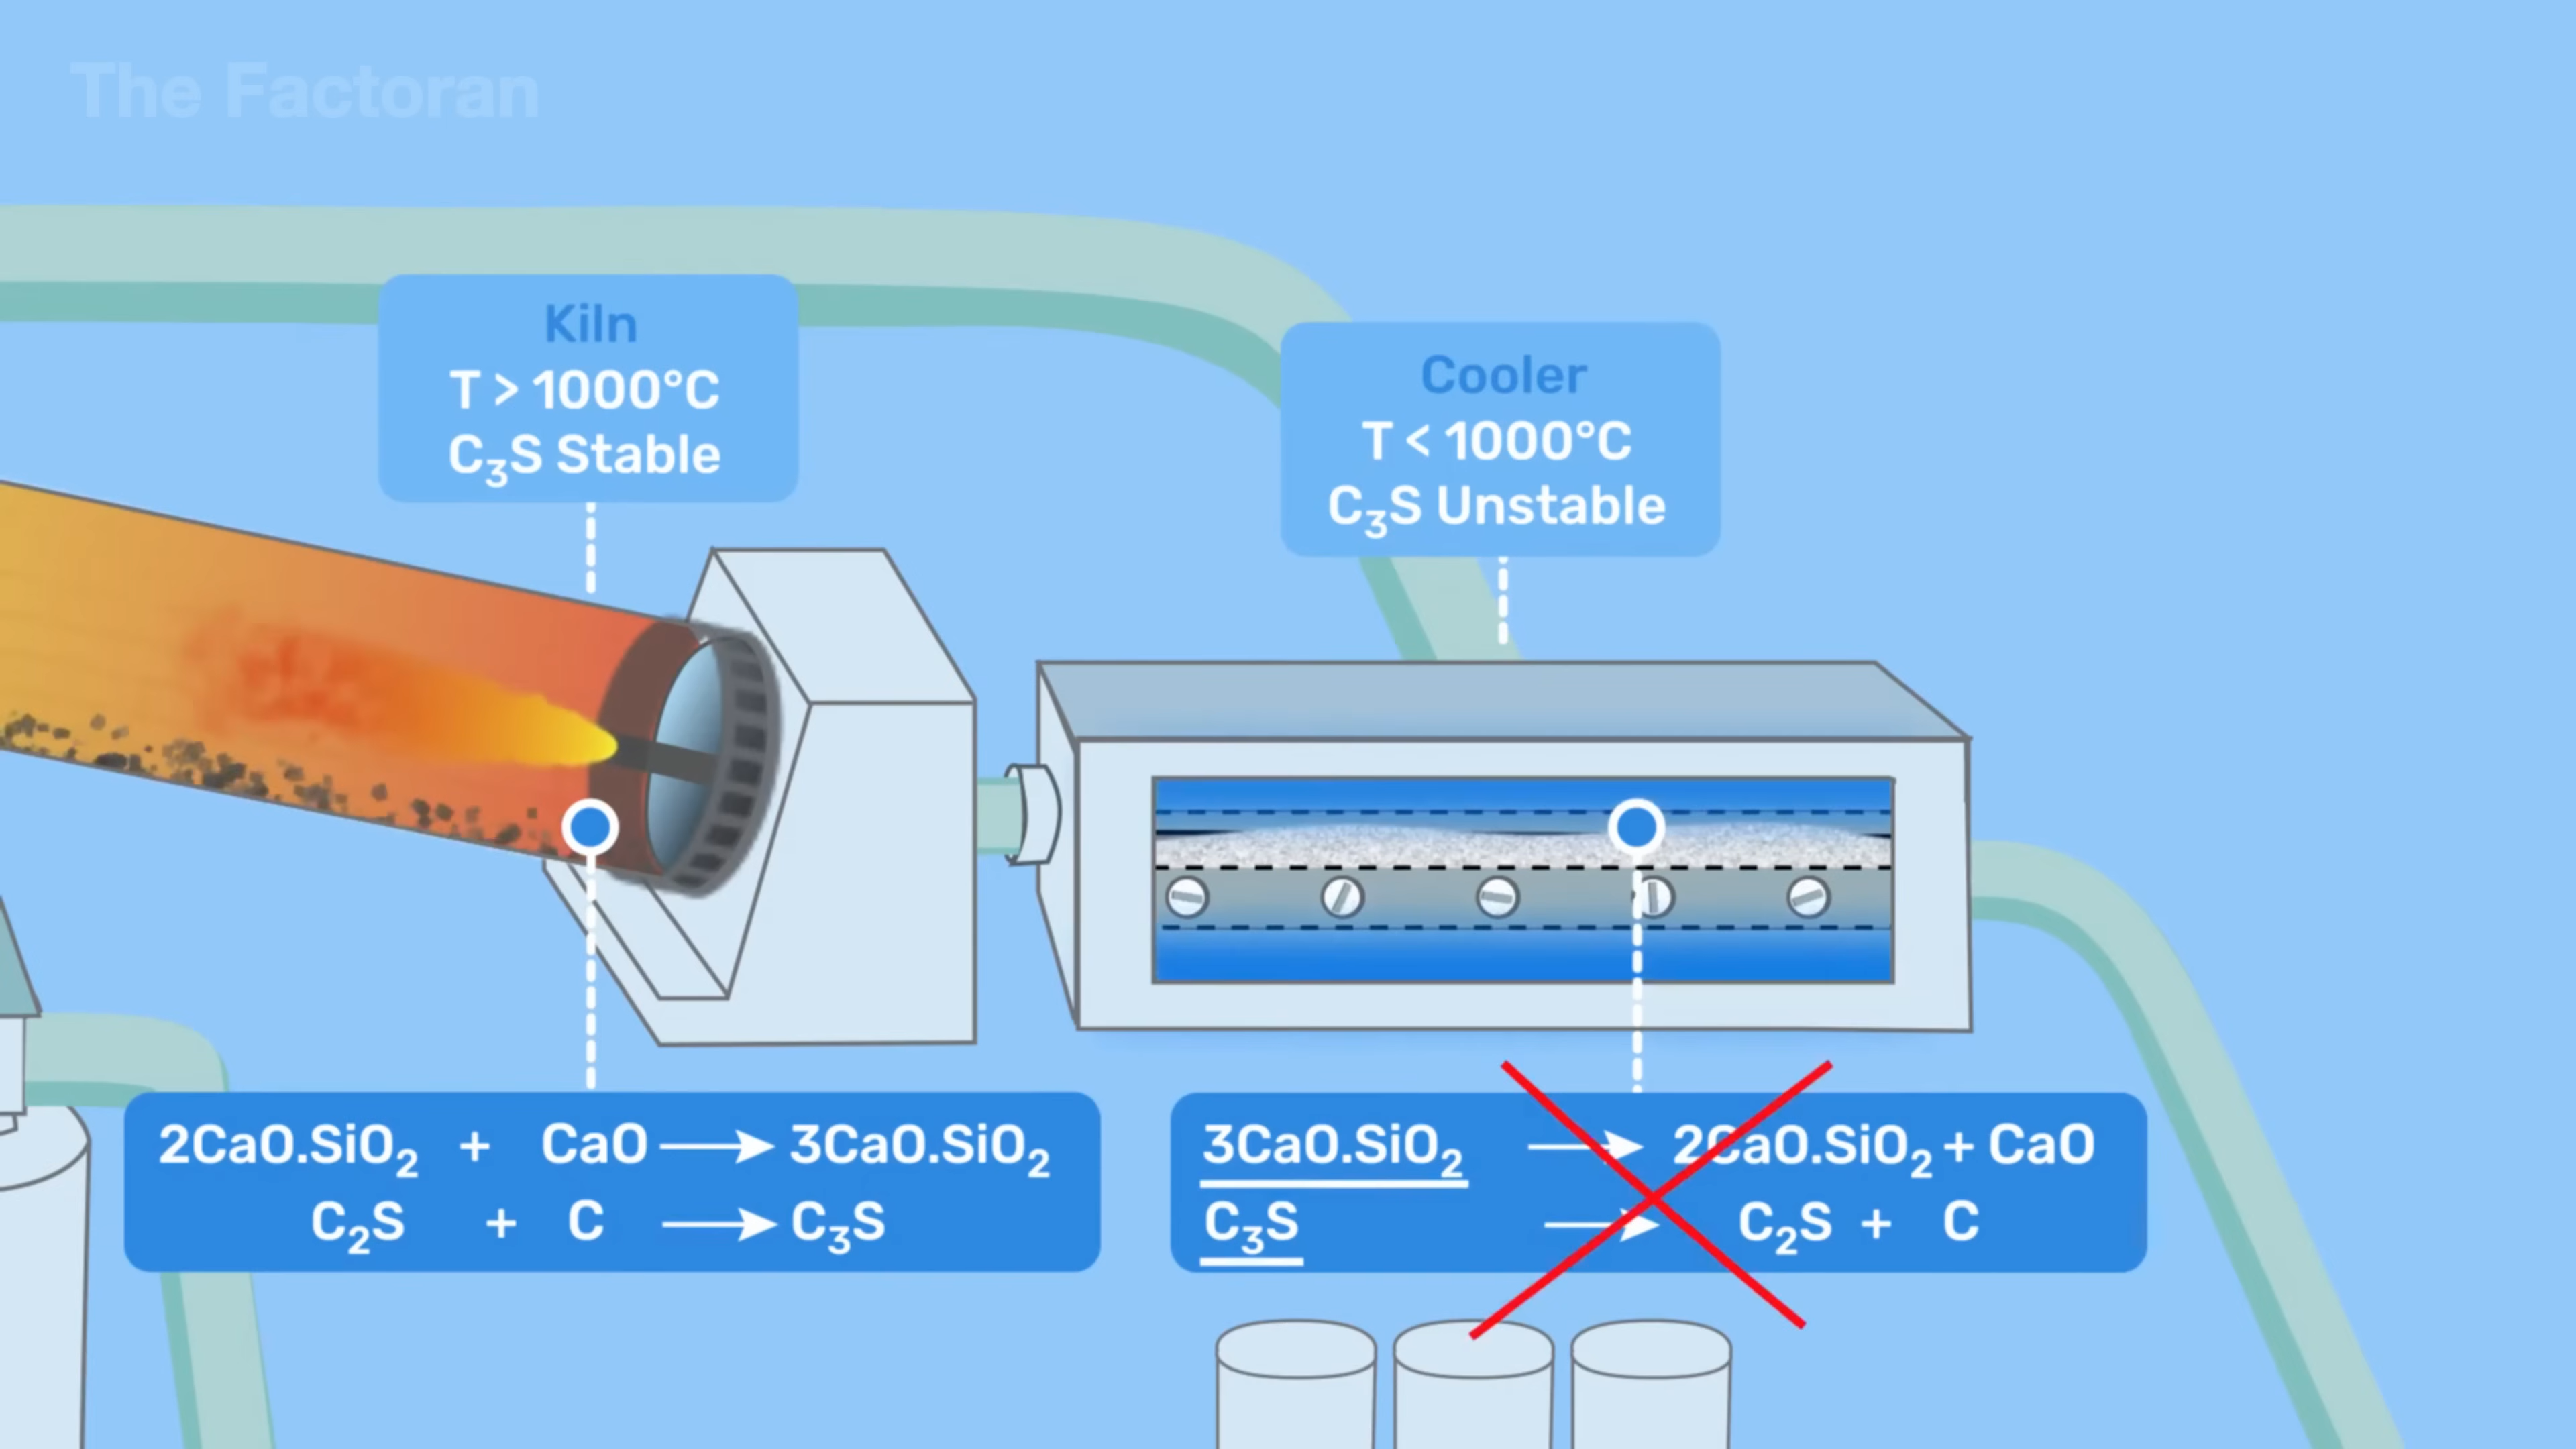 The Factoran
Kiln
T > 1000°C
C₃S Stable
Cooler
T < 1000°C
C₃S Unstable
2CaO.SiO₂ + CaO → 3CaO.SiO₂
C₂S + C → C₃S
3CaO.SiO₂ → 2CaO.SiO₂ + CaO
C₃S → C₂S + C